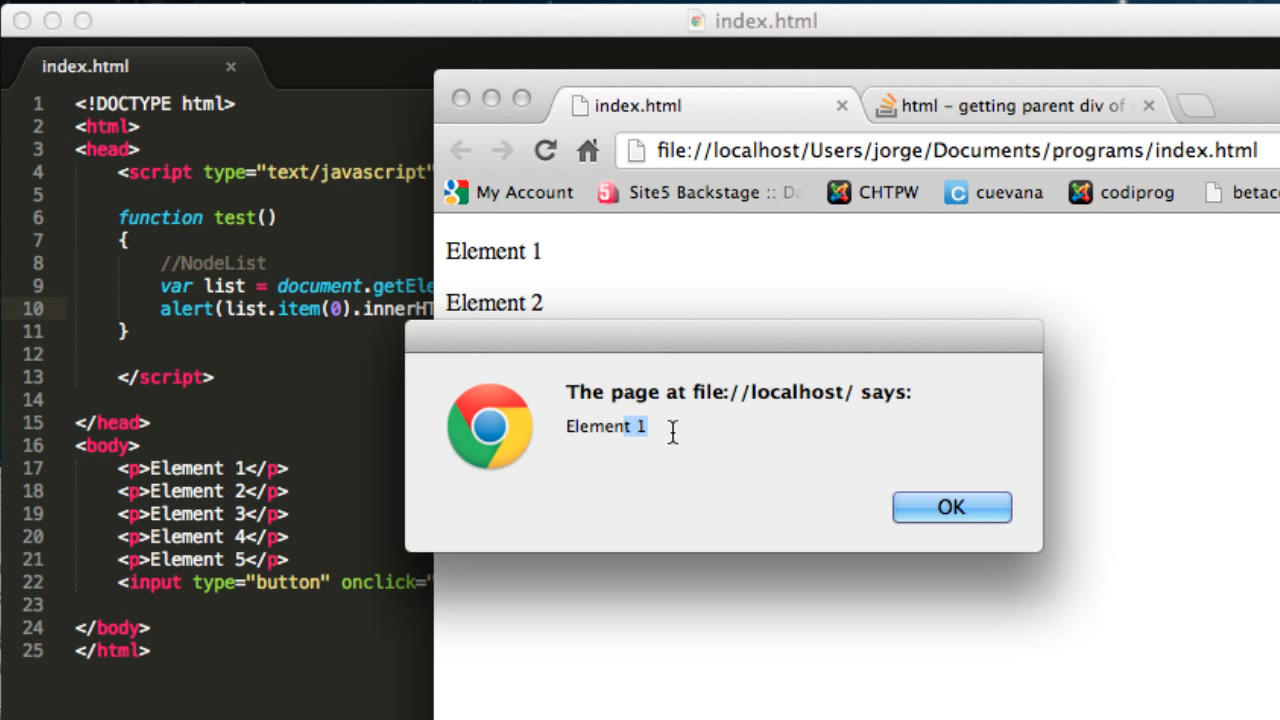 index.html
index.html
1 <!DOCTYPE html>
2 <html>
3 <head>
4 <script type="text/javascript"
5
6 function test()
7 {
8 //NodeList
9 var list = document.getEle
10 alert(list.item(0).innerHT
11 }
12
13 </script>
14
15 </head>
16 <body>
17 <p>Element 1</p>
18 <p>Element 2</p>
19 <p>Element 3</p>
20 <p>Element 4</p>
21 <p>Element 5</p>
22 <input type="button" onclick="
23
24 </body>
25 </html>
index.html
html - getting parent div of
file://localhost/Users/jorge/Documents/programs/index.html
My Account Site5 Backstage :: Da CHTPW cuevana codiprog betac
Element 1
Element 2
The page at file://localhost/ says:
Element 1
OK